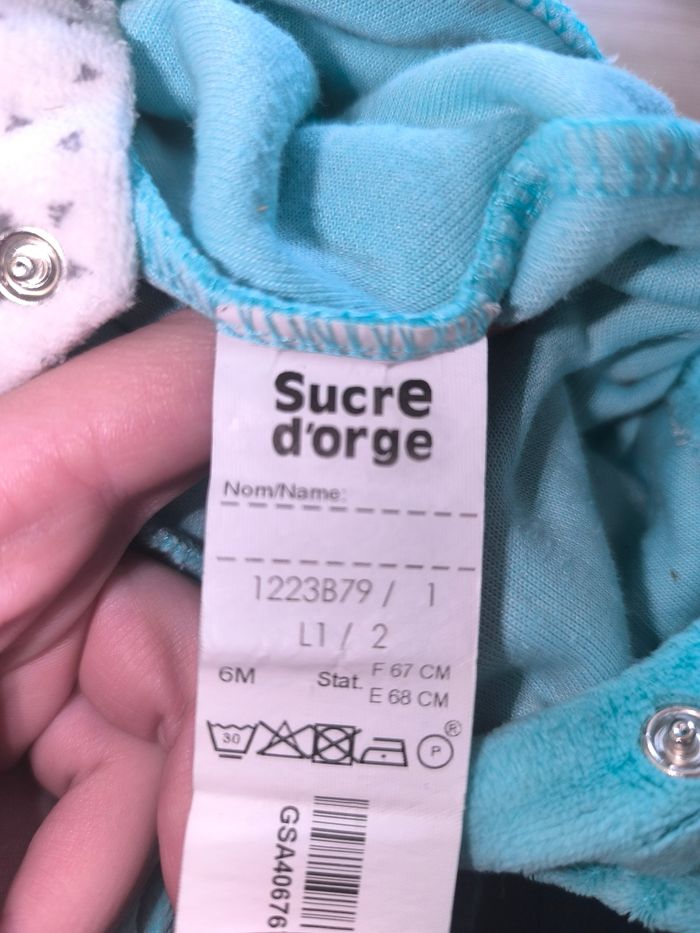 Sucre
d'orge
Nom/Name:
1223B79 / 1
L1 / 2
6M Stat. F 67 CM
E 68 CM
30 P ®
GSA40676